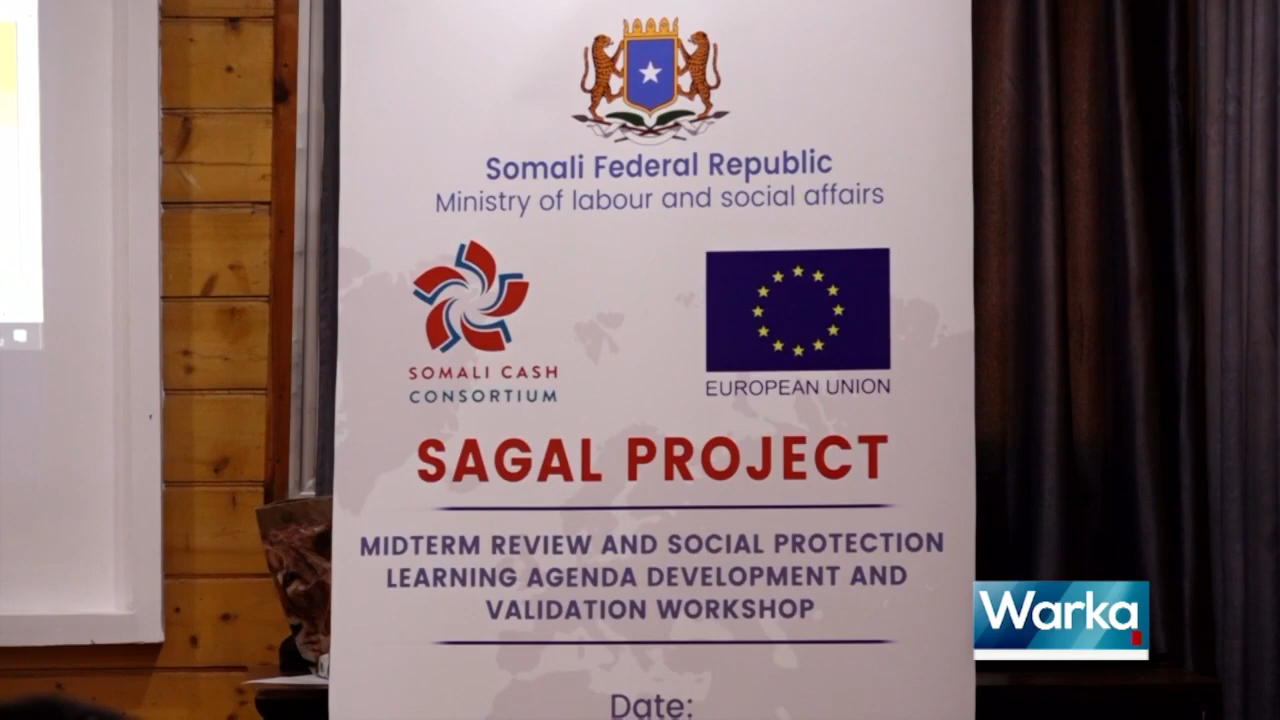 Somali Federal Republic
Ministry of labour and social affairs
SOMALI CASH
CONSORTIUM
EUROPEAN UNION
SAGAL PROJECT
MIDTERM REVIEW AND SOCIAL PROTECTION
LEARNING AGENDA DEVELOPMENT AND
VALIDATION WORKSHOP
Date:
Warka